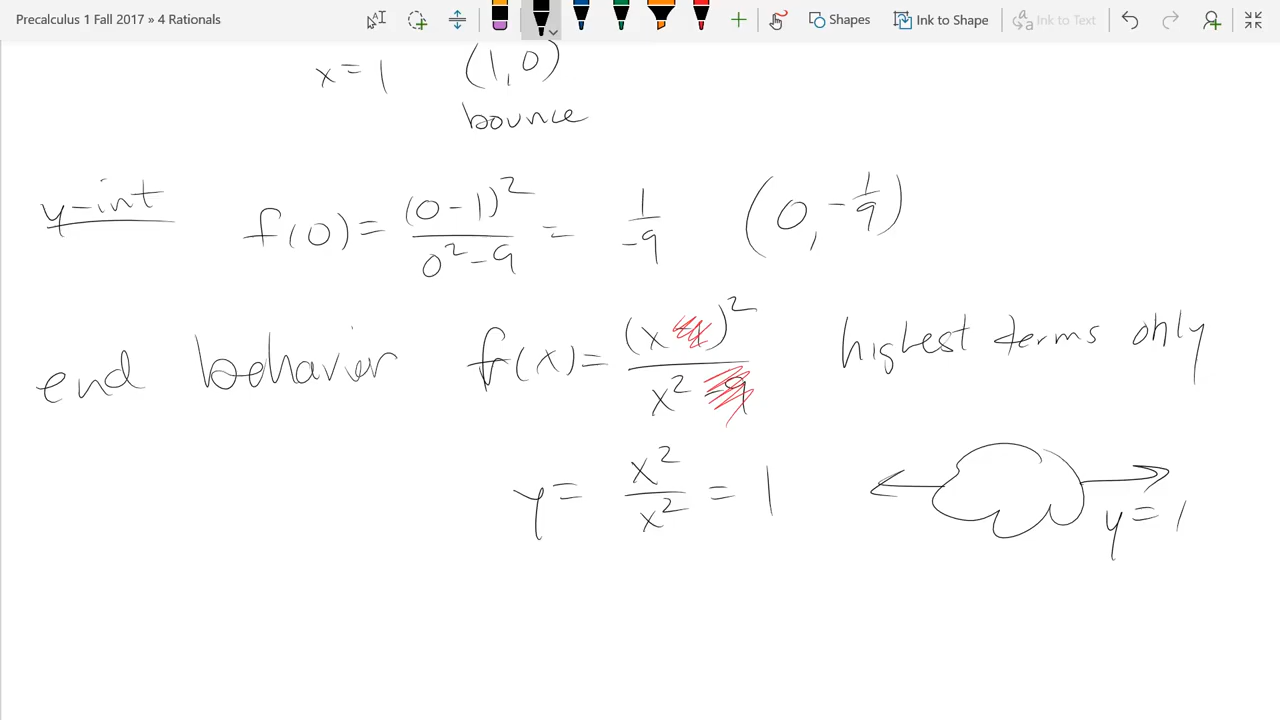 Precalculus 1 Fall 2017 » 4 Rationals
Shapes
Ink to Shape
Ink to Text
x = 1 (1, 0)
bounce
y-int f(0) = (0 - 1)² / (0² - 9) = 1 / -9 (0, -1/9)
end behavior f(x) = (x - 1)² / (x² - 9) highest terms only
y = x² / x² = 1
y = 1